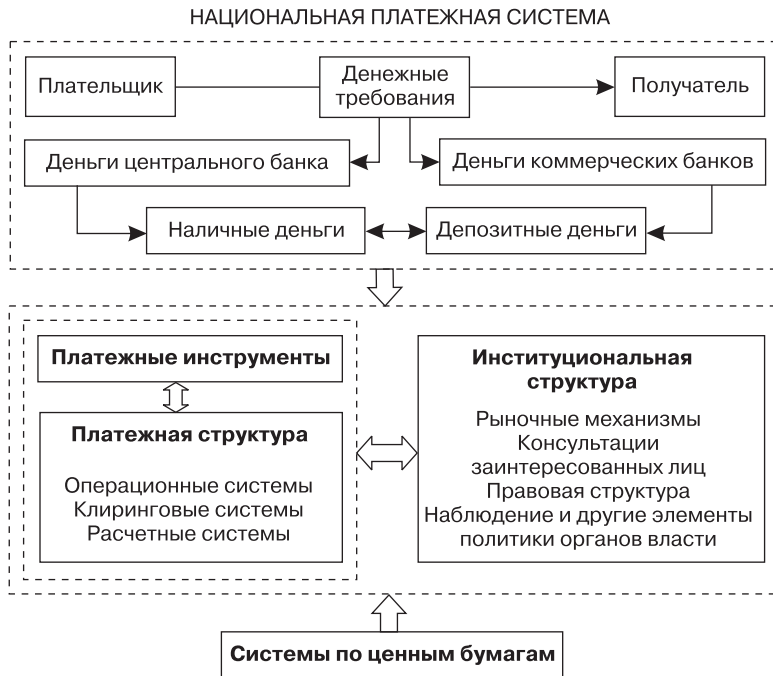 НАЦИОНАЛЬНАЯ ПЛАТЕЖНАЯ СИСТЕМА
Плательщик
Денежные
требования
Получатель
Деньги центрального банка
Деньги коммерческих банков
Наличные деньги
Депозитные деньги
Платежные инструменты
Платежная структура
Операционные системы
Клиринговые системы
Расчетные системы
Институциональная
структура
Рыночные механизмы
Консультации
заинтересованных лиц
Правовая структура
Наблюдение и другие элементы
политики органов власти
Системы по ценным бумагам